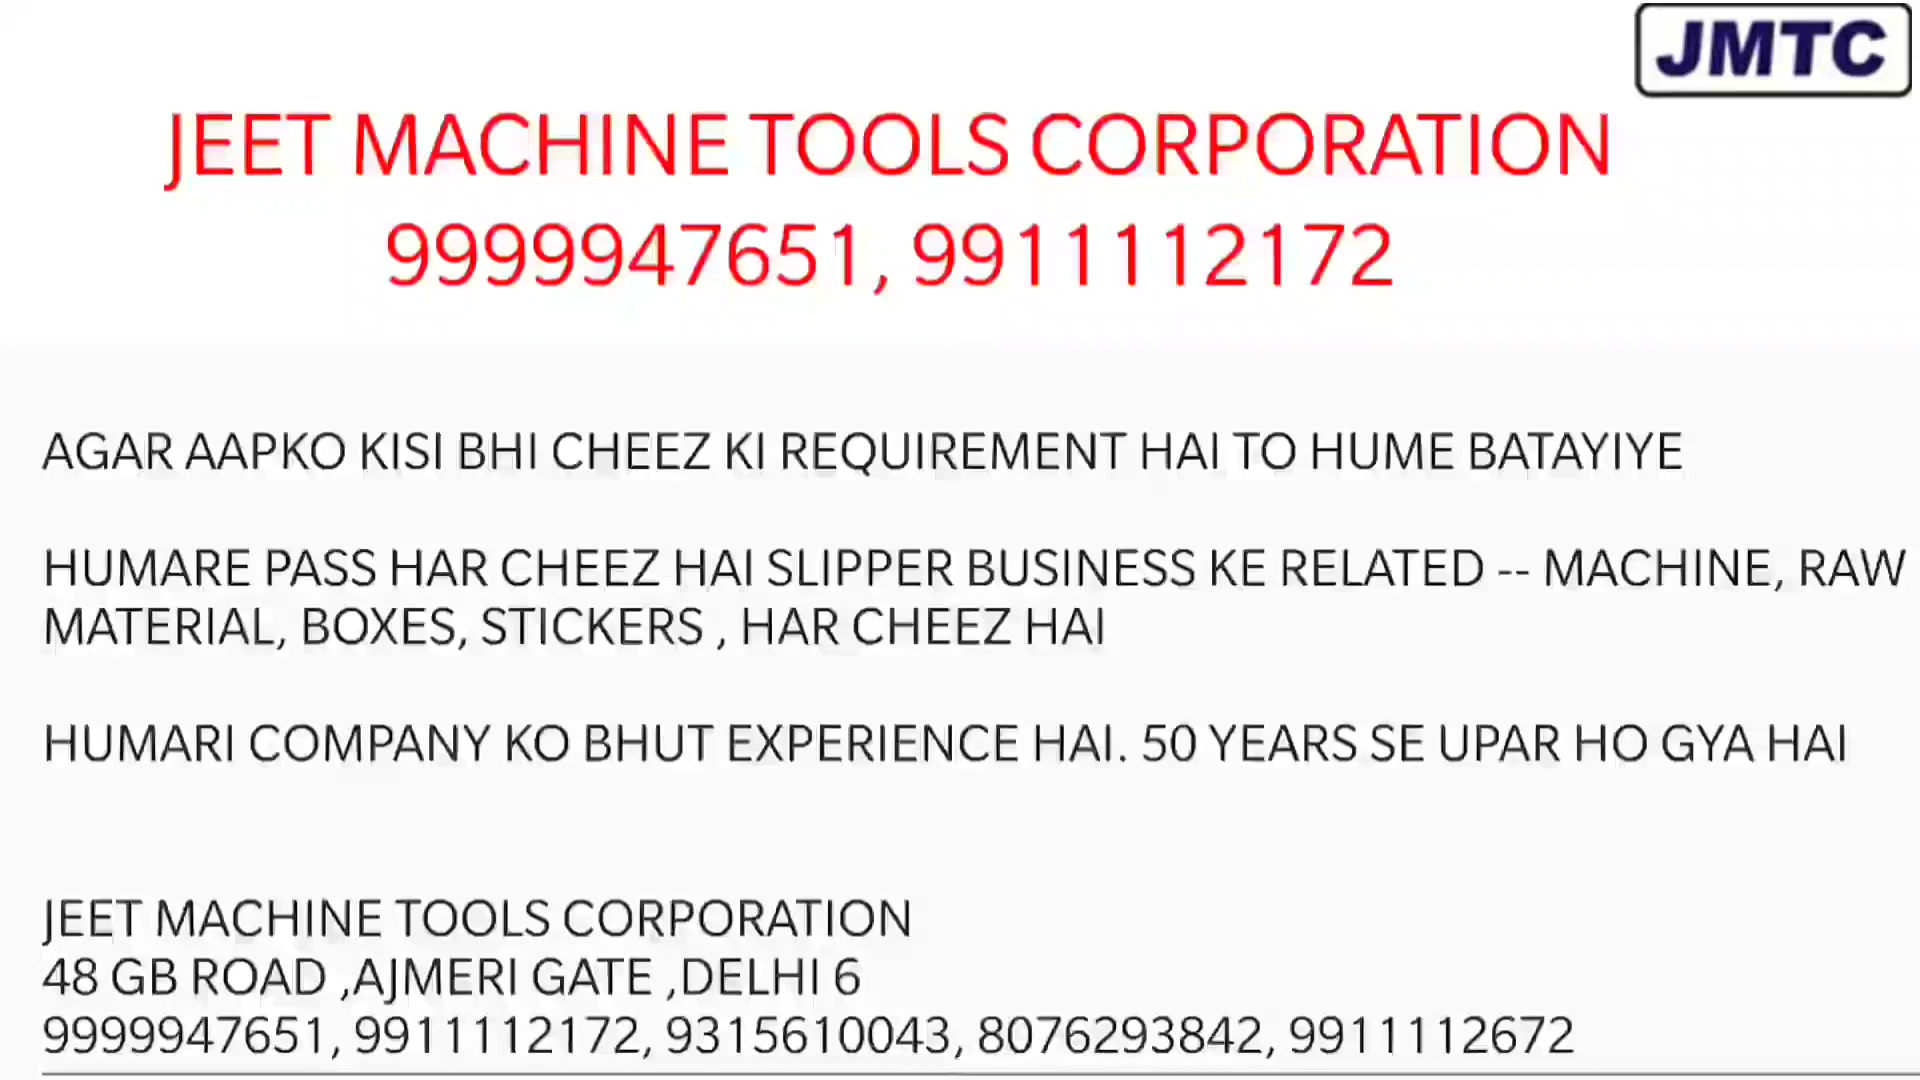 JMTC
JEET MACHINE TOOLS CORPORATION
9999947651, 9911112172
AGAR AAPKO KISI BHI CHEEZ KI REQUIREMENT HAI TO HUME BATAYIYE
HUMARE PASS HAR CHEEZ HAI SLIPPER BUSINESS KE RELATED -- MACHINE, RAW
MATERIAL, BOXES, STICKERS , HAR CHEEZ HAI
HUMARI COMPANY KO BHUT EXPERIENCE HAI. 50 YEARS SE UPAR HO GYA HAI
JEET MACHINE TOOLS CORPORATION
48 GB ROAD ,AJMERI GATE ,DELHI 6
9999947651, 9911112172, 9315610043, 8076293842, 9911112672